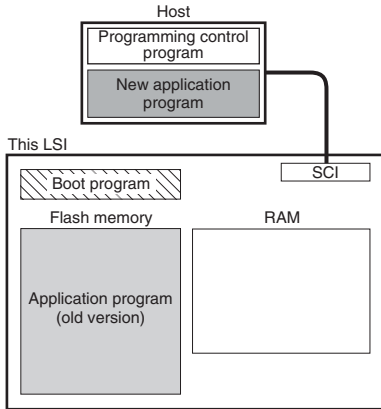 Host
Programming control
program
New application
program
This LSI
SCI
Boot program
Flash memory
RAM
Application program
(old version)